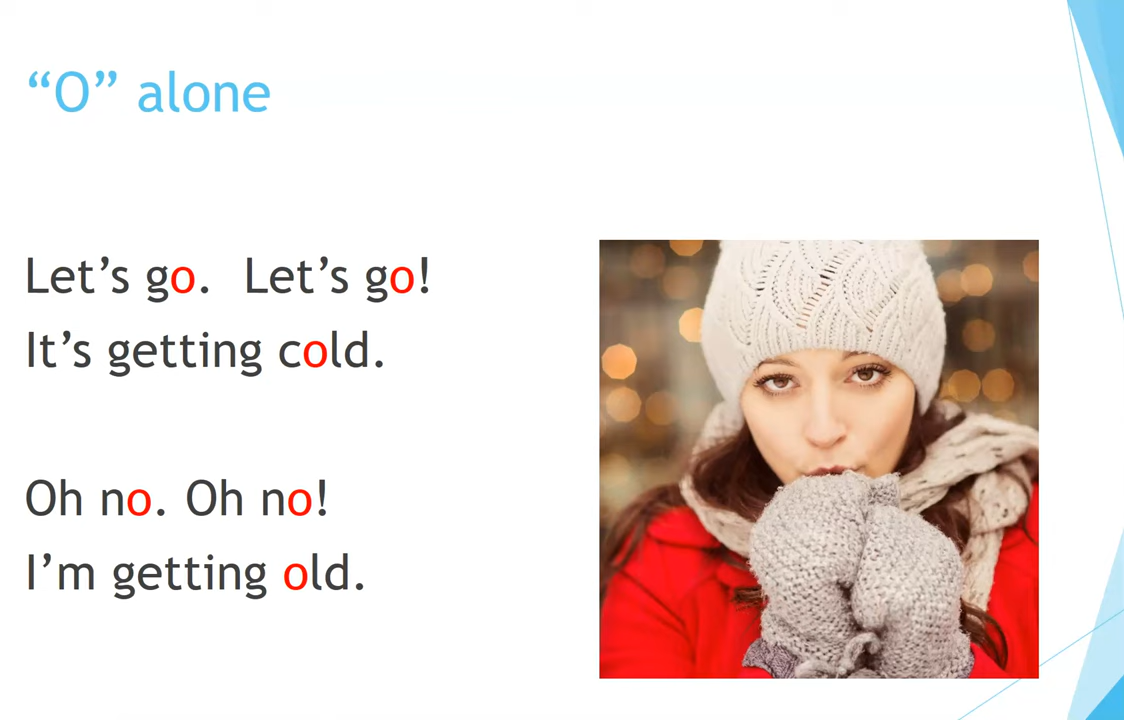 “O” alone
Let’s go.  Let’s go!
It’s getting cold.
Oh no. Oh no!
I’m getting old.